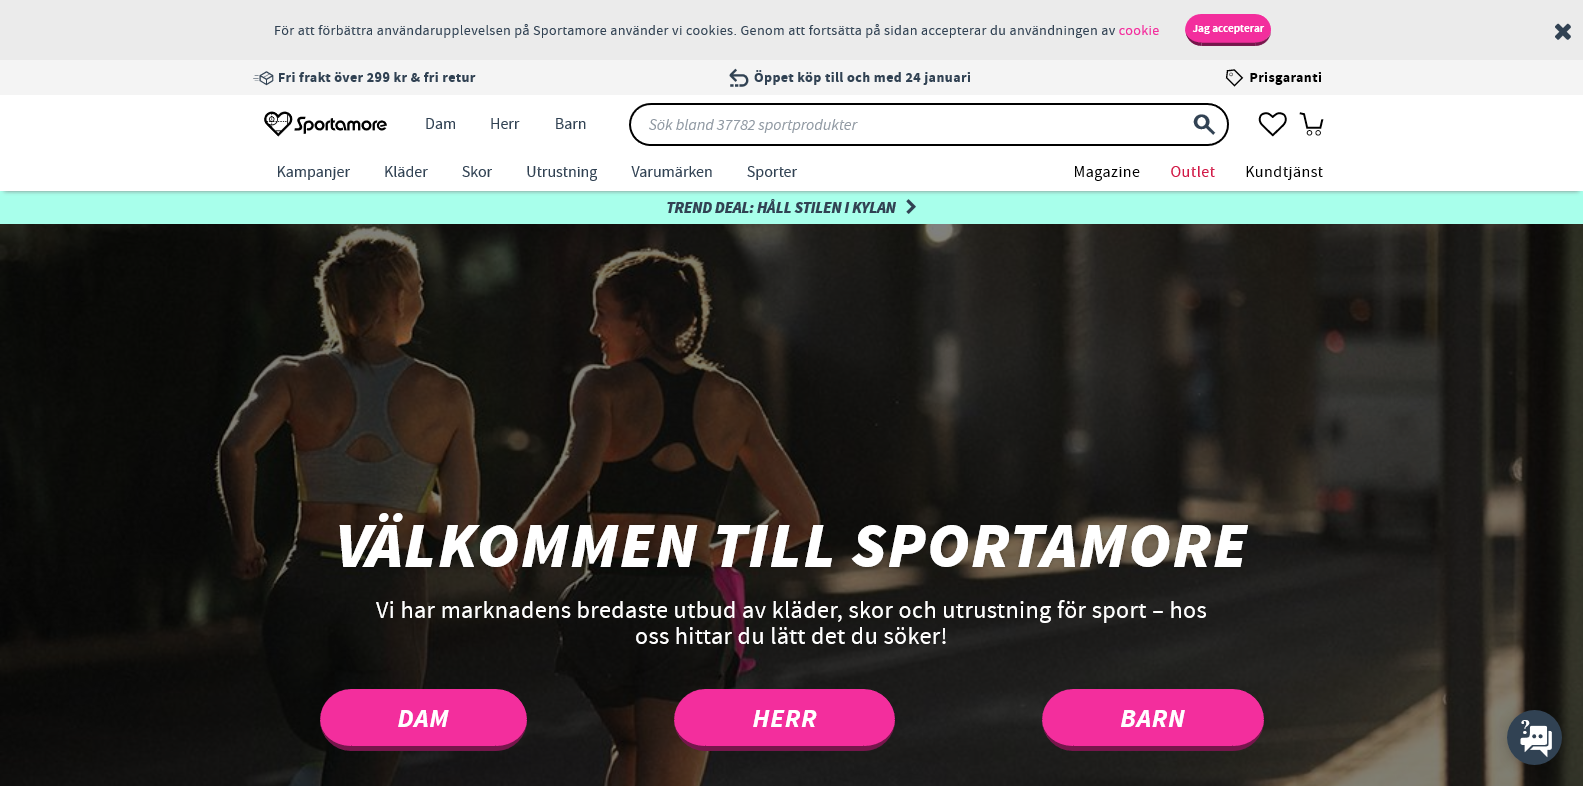 För att förbättra användarupplevelsen på Sportamore använder vi cookies. Genom att fortsätta på sidan accepterar du användningen av cookie
Jag accepterar
Fri frakt över 299 kr & fri retur
Öppet köp till och med 24 januari
Prisgaranti
Sportamore
Dam
Herr
Barn
Sök bland 37782 sportprodukter
Kampanjer
Kläder
Skor
Utrustning
Varumärken
Sporter
Magazine
Outlet
Kundtjänst
TREND DEAL: HÅLL STILEN I KYLAN
VÄLKOMMEN TILL SPORTAMORE
Vi har marknadens bredaste utbud av kläder, skor och utrustning för sport – hos
oss hittar du lätt det du söker!
DAM
HERR
BARN
?